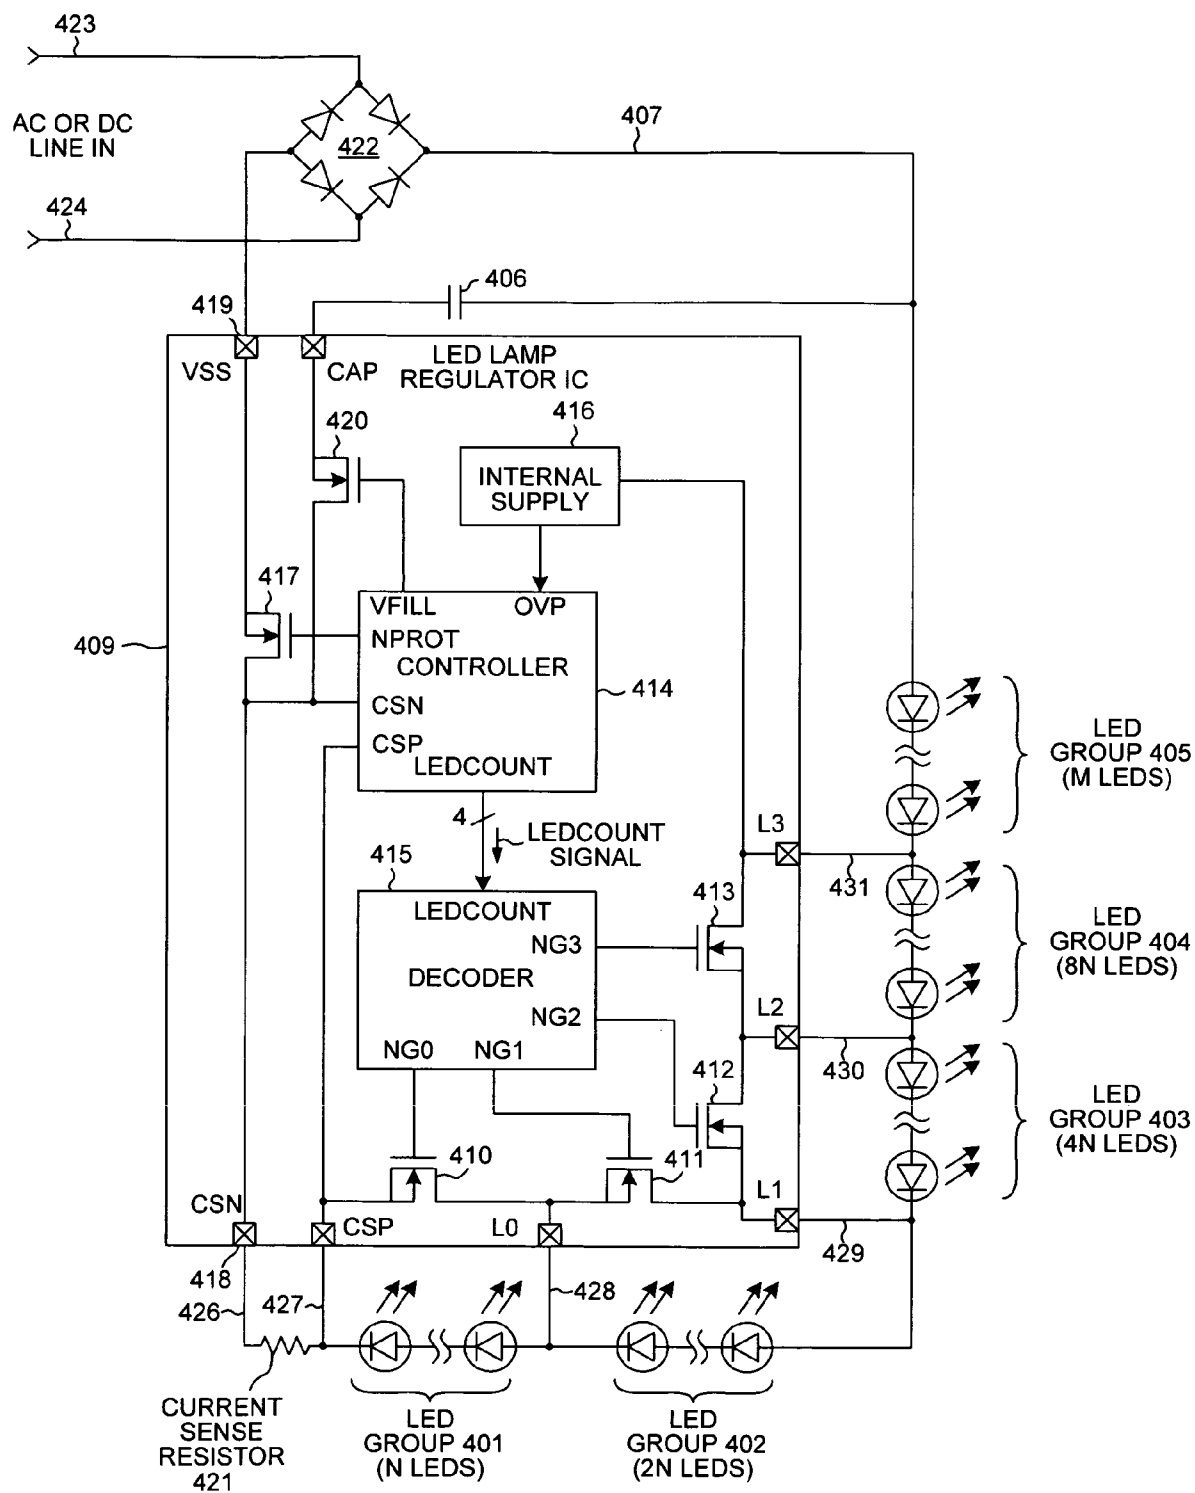 423
AC OR DC
LINE IN
422
407
424
406
419
VSS
CAP
LED LAMP
REGULATOR IC
420
416
INTERNAL
SUPPLY
417
409
VFILL
OVP
NPROT
CONTROLLER
414
CSN
CSP
LEDCOUNT
4
LEDCOUNT
SIGNAL
LED
GROUP 405
(M LEDS)
L3
431
415
LEDCOUNT
413
NG3
DECODER
NG2
LED
GROUP 404
(8N LEDS)
L2
430
NG0
NG1
412
LED
GROUP 403
(4N LEDS)
410
411
CSN
CSP
L0
L1
429
418
426
427
428
CURRENT
SENSE
RESISTOR
421
LED
GROUP 401
(N LEDS)
LED
GROUP 402
(2N LEDS)